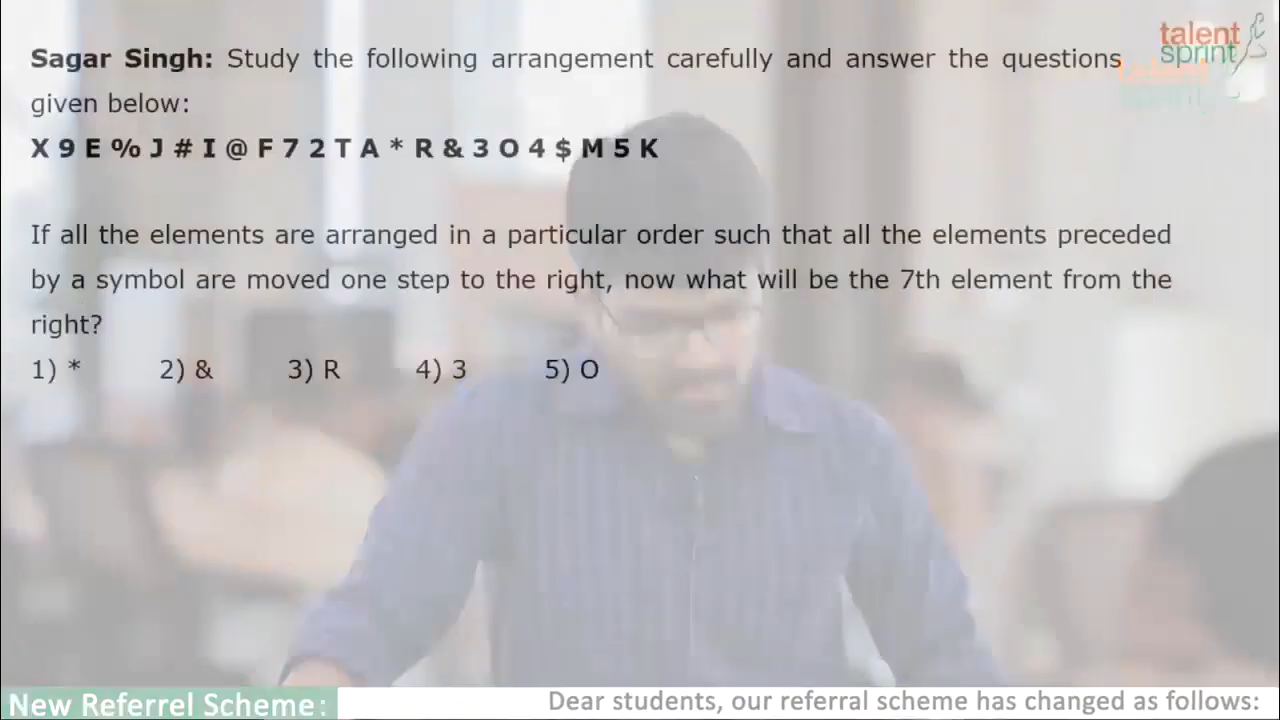 talent
sprint
Sagar Singh: Study the following arrangement carefully and answer the questions
given below:
X 9 E % J # I @ F 7 2 T A * R & 3 O 4 $ M 5 K
If all the elements are arranged in a particular order such that all the elements preceded
by a symbol are moved one step to the right, now what will be the 7th element from the
right?
1) * 2) & 3) R 4) 3 5) O
New Referrel Scheme:
Dear students, our referral scheme has changed as follows: